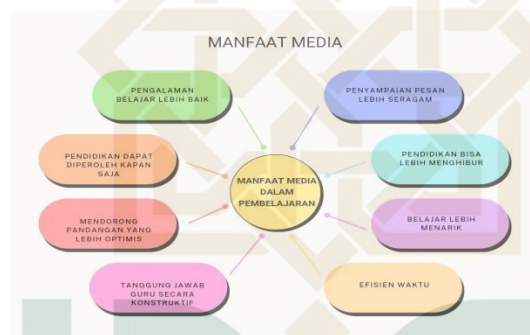 MANFAAT MEDIA
PENGALAMAN
BELAJAR LEBIH BAIK
PENYAMPAIAN PESAN
LEBIH SERAGAM
PENDIDIKAN DAPAT
DIPEROLEH KAPAN
SAJA
PENDIDIKAN BISA
LEBIH MENGHIBUR
MANFAAT MEDIA
DALAM
PEMBELAJARAN
MENDORONG
PANDANGAN YANG
LEBIH OPTIMIS
BELAJAR LEBIH
MENARIK
TANGGUNG JAWAB
GURU SECARA
KONSTRUKTIF
EFISIEN WAKTU